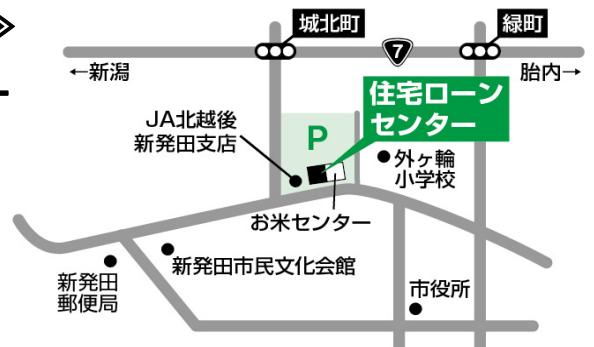 城北町
緑町
7
←新潟
胎内→
住宅ローン
センター
P
JA北越後
新発田支店
外ヶ輪
小学校
お米センター
新発田市民文化会館
新発田
郵便局
市役所